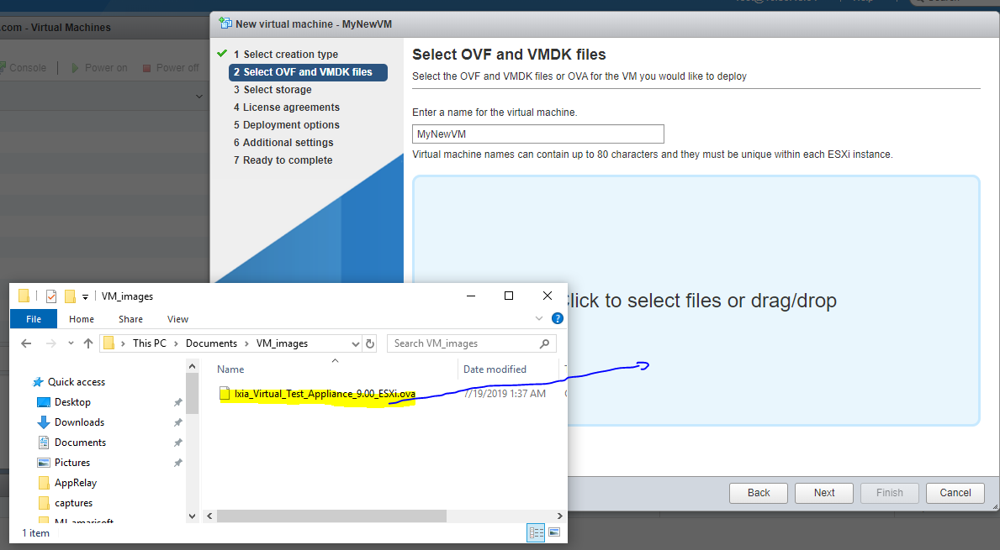 .com - Virtual Machines
Console
Power on
Power off
New virtual machine - MyNewVM
1 Select creation type
2 Select OVF and VMDK files
3 Select storage
4 License agreements
5 Deployment options
6 Additional settings
7 Ready to complete
Select OVF and VMDK files
Select the OVF and VMDK files or OVA for the VM you would like to deploy
Enter a name for the virtual machine.
MyNewVM
Virtual machine names can contain up to 80 characters and they must be unique within each ESXi instance.
lick to select files or drag/drop
Back
Next
Finish
Cancel
VM_images
File
Home
Share
View
This PC
Documents
VM_images
Search VM_images
Name
Date modified
Ixia_Virtual_Test_Appliance_9.00_ESXi.ova
7/19/2019 1:37 AM
Quick access
Desktop
Downloads
Documents
Pictures
AppRelay
captures
1 item